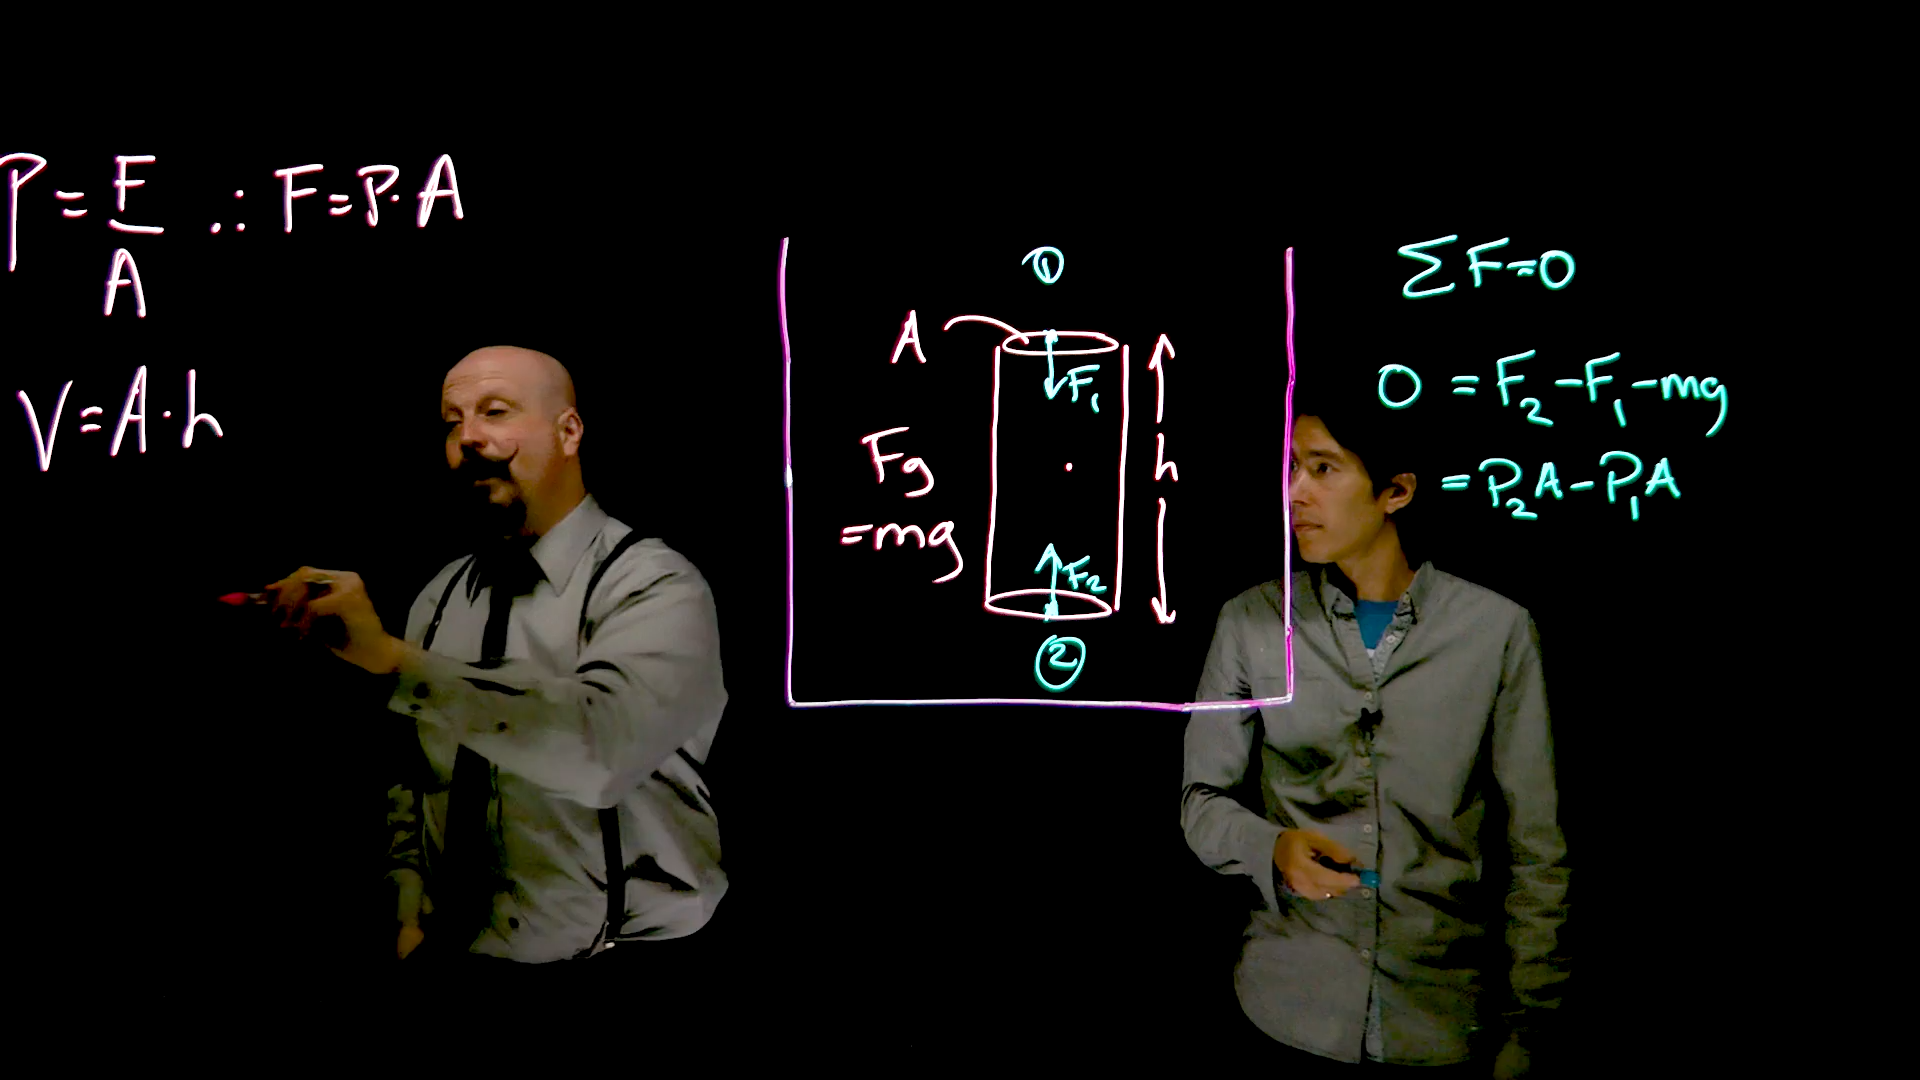 P = F/A ∴ F = P·A
V = A·h
①
A
F₁
Fg
= mg
h
F₂
②
ΣF = 0
0 = F₂ - F₁ - mg
= P₂A - P₁A